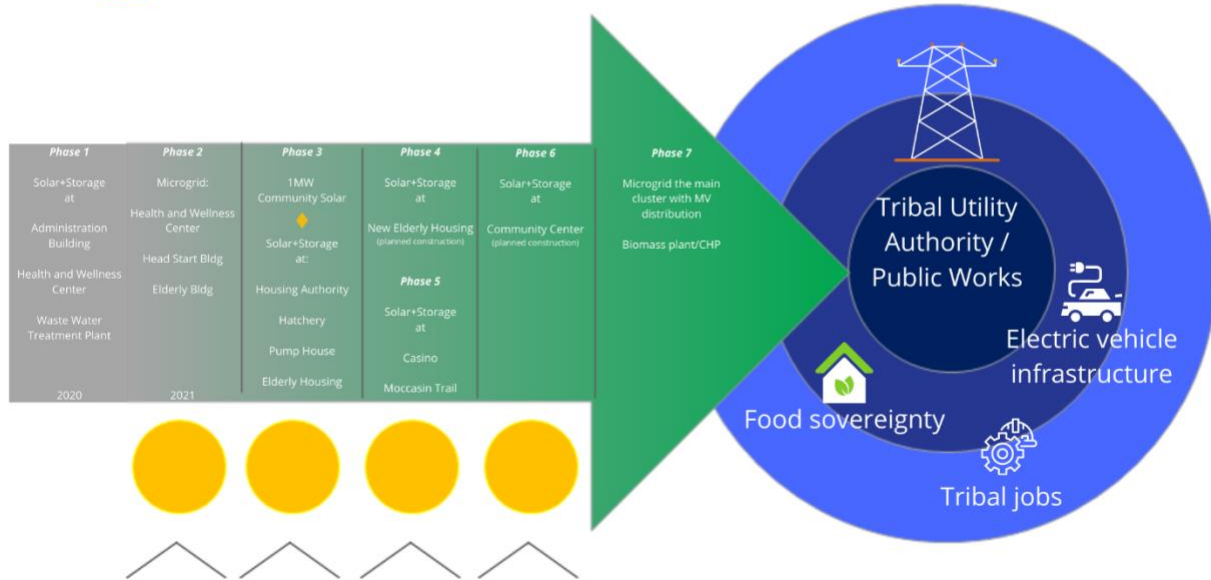 Phase 1
Solar+Storage
at
Administration
Building
Health and Wellness
Center
Waste Water
Treatment Plant
2020
Phase 2
Microgrid:
Health and Wellness
Center
Head Start Bldg
Elderly Bldg
2021
Phase 3
1MW
Community Solar
Solar+Storage
at:
Housing Authority
Hatchery
Pump House
Elderly Housing
Phase 4
Solar+Storage
at
New Elderly Housing
(planned construction)
Phase 5
Solar+Storage
at
Casino
Moccasin Trail
Phase 6
Solar+Storage
at
Community Center
(planned construction)
Phase 7
Microgrid the main
cluster with MV
distribution
Biomass plant/CHP
Tribal Utility
Authority /
Public Works
Electric vehicle
infrastructure
Food sovereignty
Tribal jobs